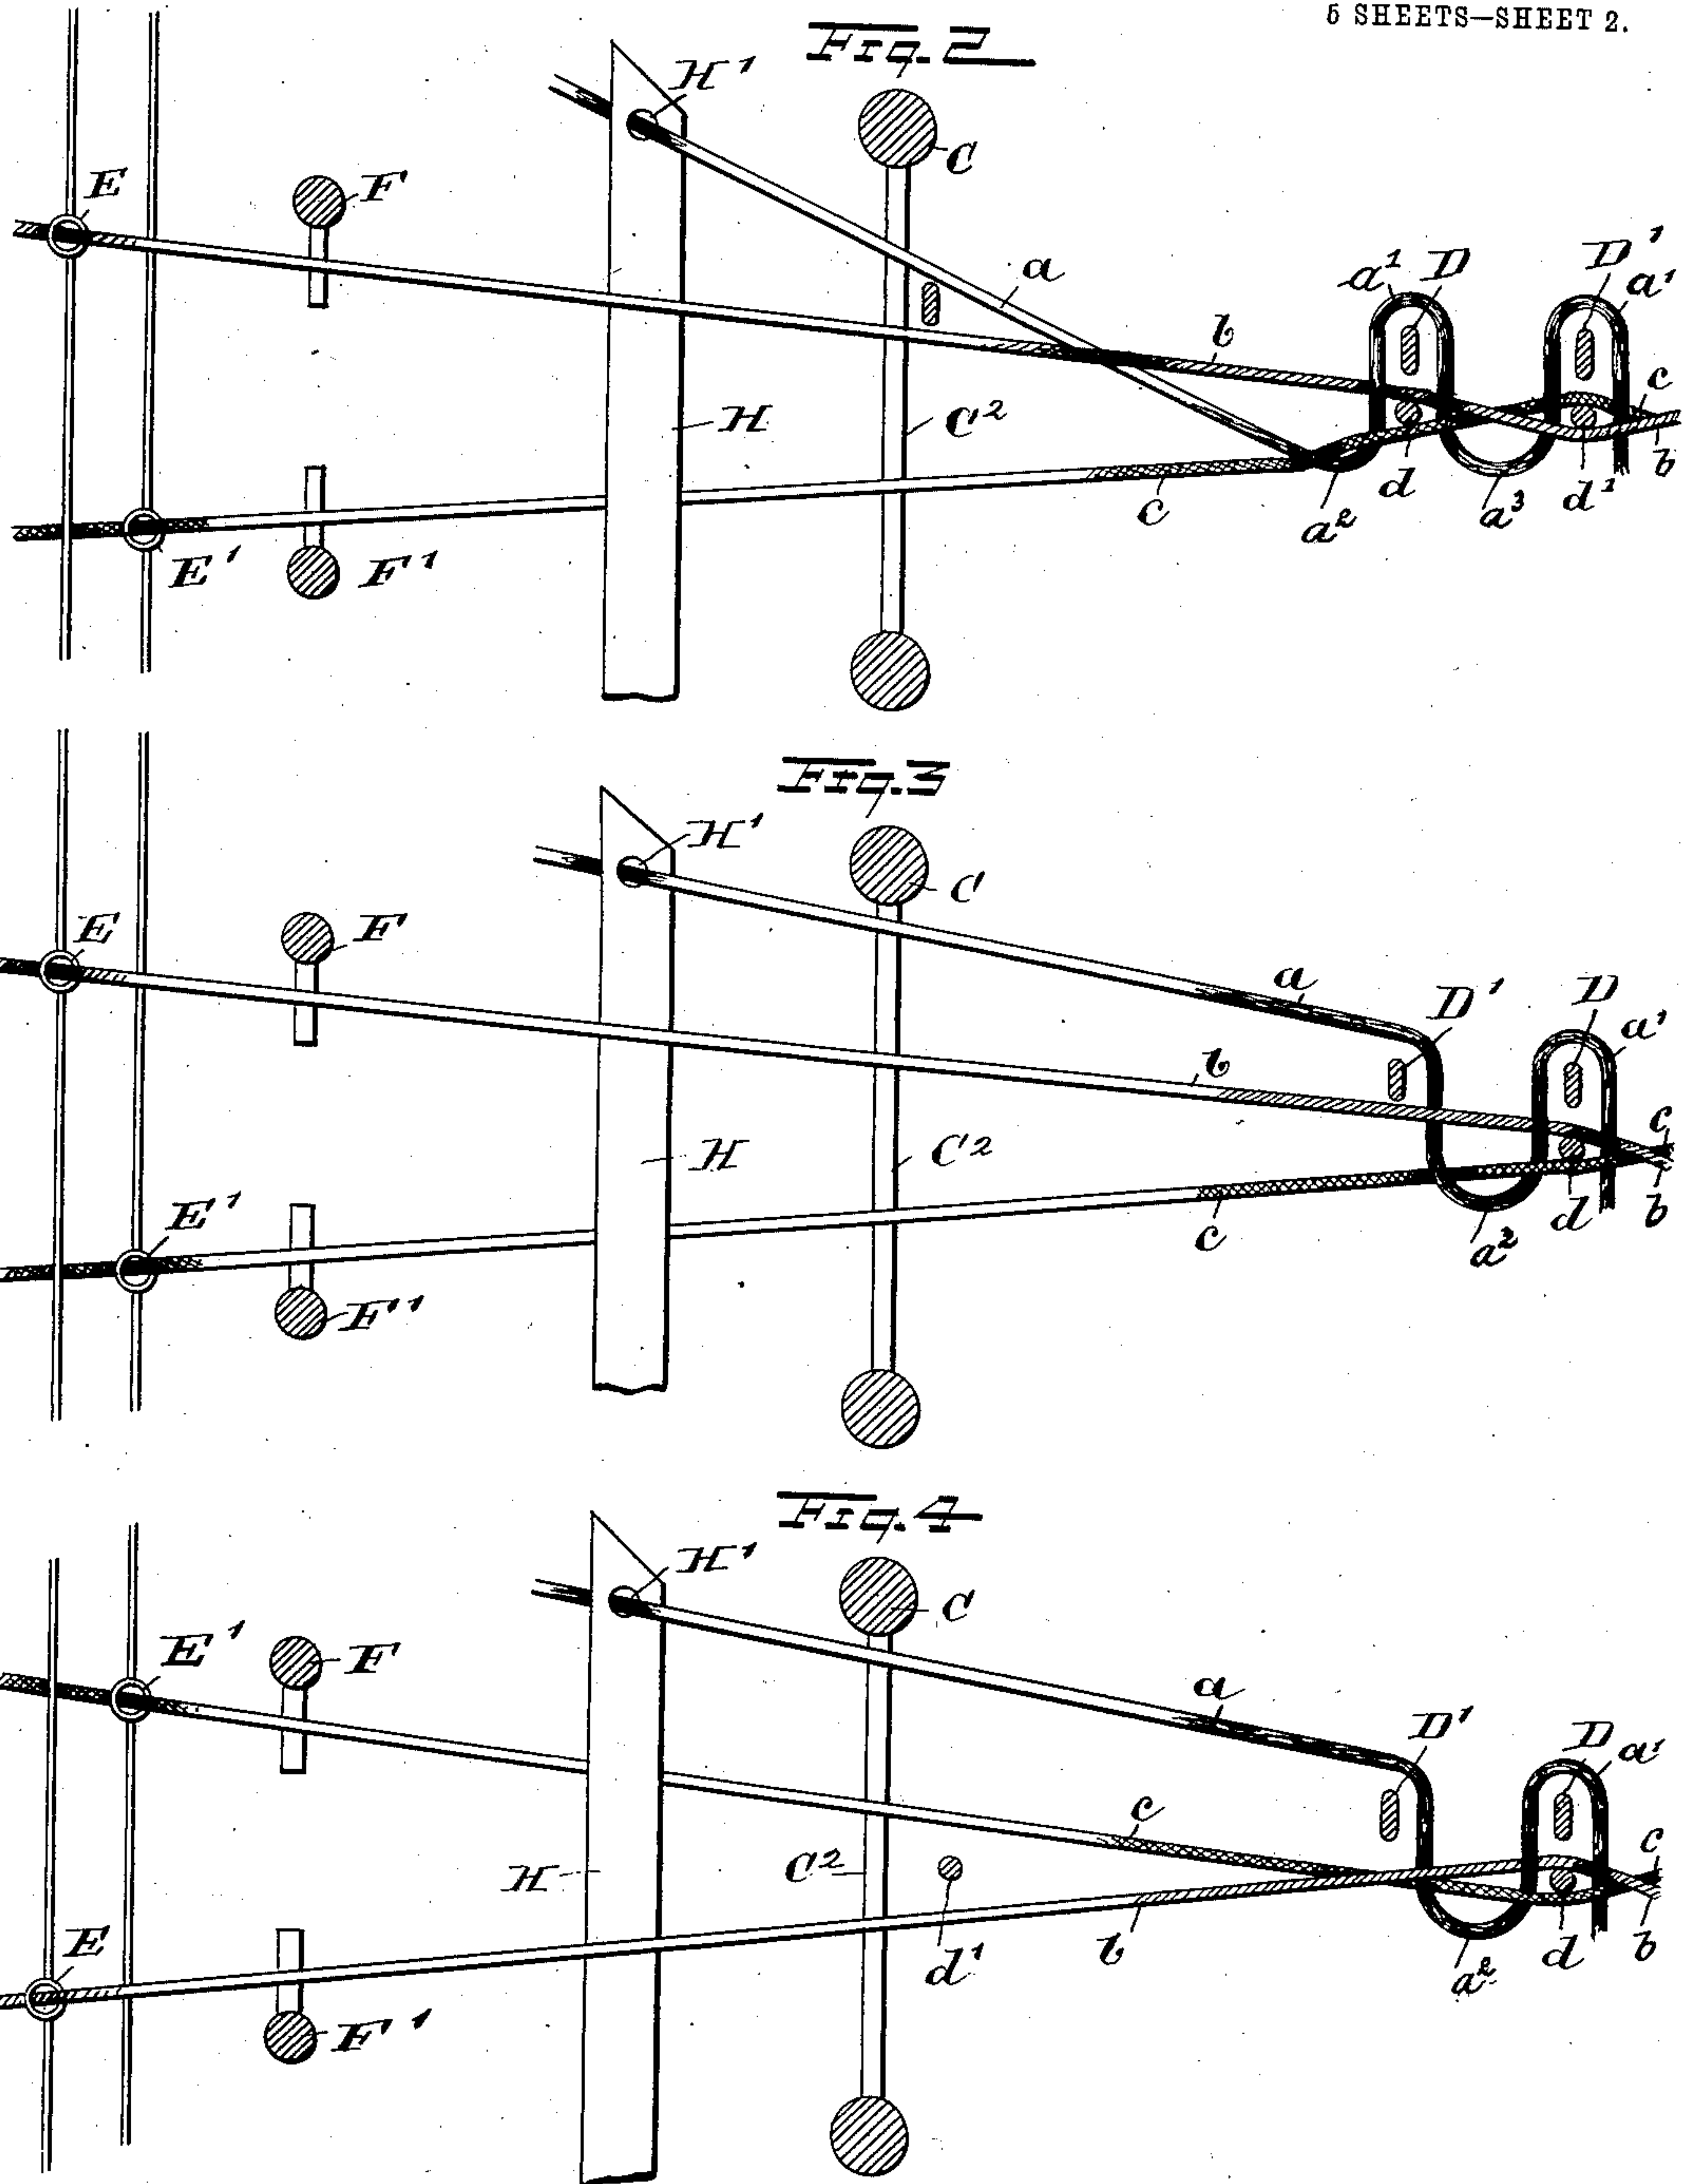 5 SHEETS—SHEET 2.
Fig. 2
H¹
C
E
F
a
a¹ D D¹
a¹
b
c
H
C²
b
c
d
a² a³ d¹
E¹ F¹
Fig. 3
H¹
C
E
F
a
D¹
D
a¹
b
c
H
C²
E¹
c
d
b
a²
F¹
Fig. 4
H¹
C
E¹
F
a
D¹
D
a¹
c
c
H
C²
E
d¹
b
d
b
a²
F¹